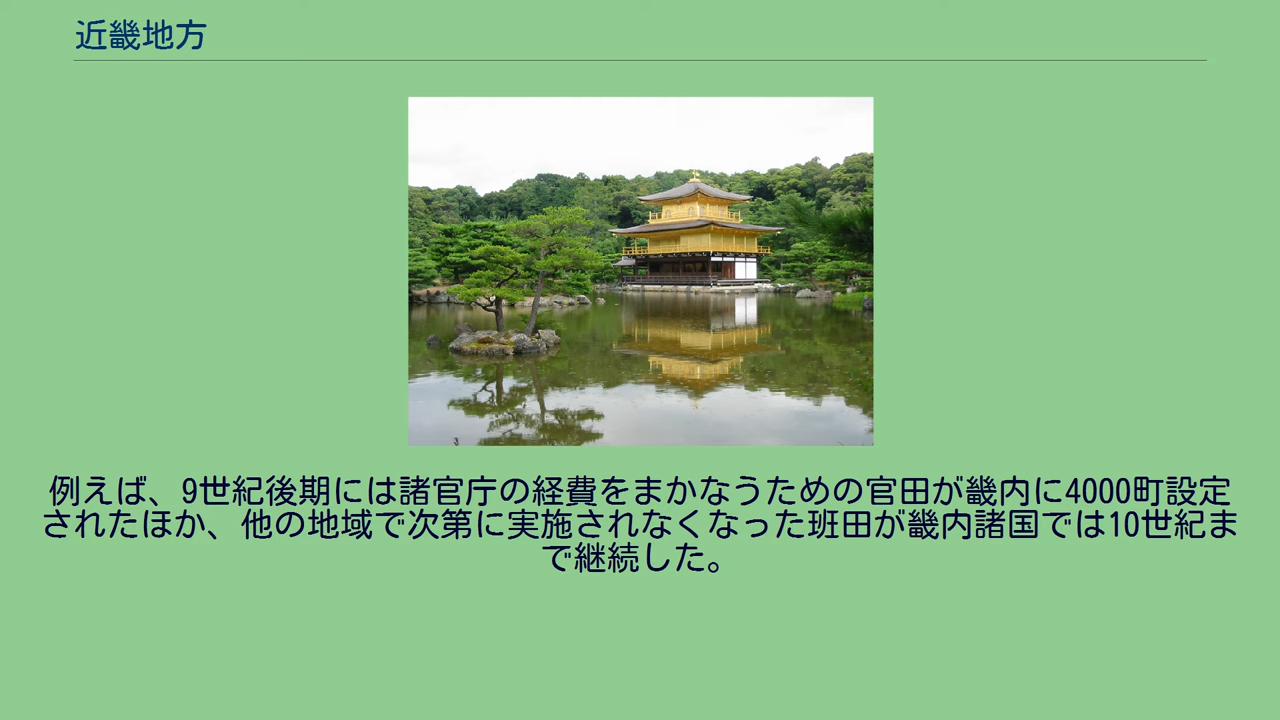 近畿地方
例えば、9世紀後期には諸官庁の経費をまかなうための官田が畿内に4000町設定
されたほか、他の地域で次第に実施されなくなった班田が畿内諸国では10世紀ま
で継続した。